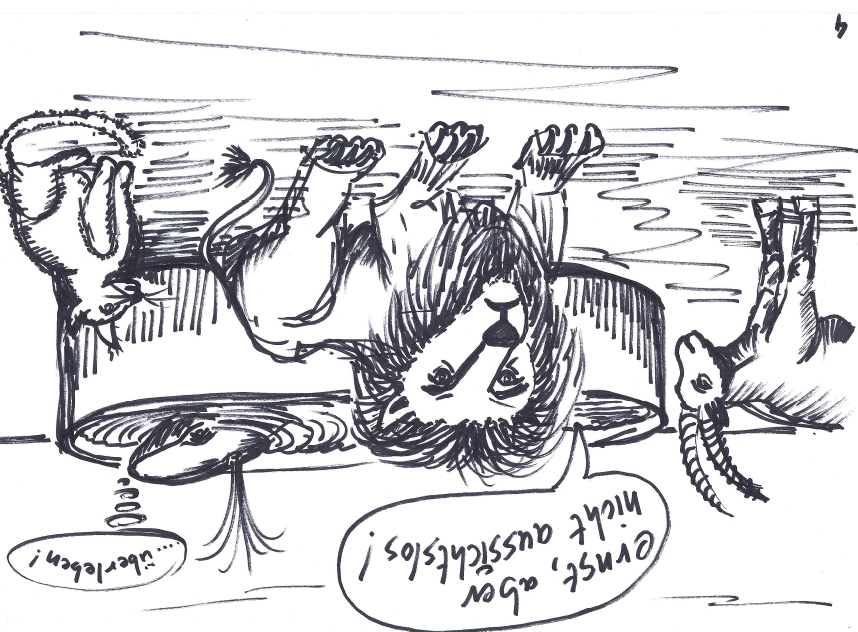 ernst, aber
nicht aussichtslos!
....überleben!
4